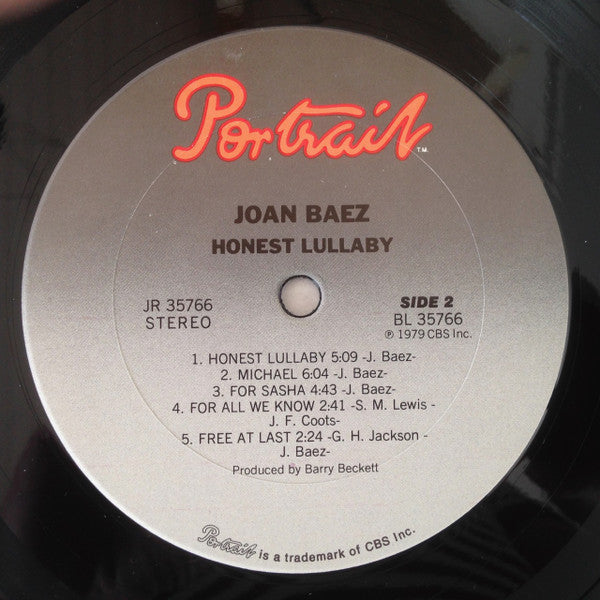 Portrait ™
JOAN BAEZ
HONEST LULLABY
JR 35766
STEREO
SIDE 2
BL 35766
℗ 1979 CBS Inc.
1. HONEST LULLABY 5:09 -J. Baez-
2. MICHAEL 6:04 -J. Baez-
3. FOR SASHA 4:43 -J. Baez-
4. FOR ALL WE KNOW 2:41 -S. M. Lewis -
J. F. Coots-
5. FREE AT LAST 2:24 -G. H. Jackson -
J. Baez-
Produced by Barry Beckett
Portrait is a trademark of CBS Inc.